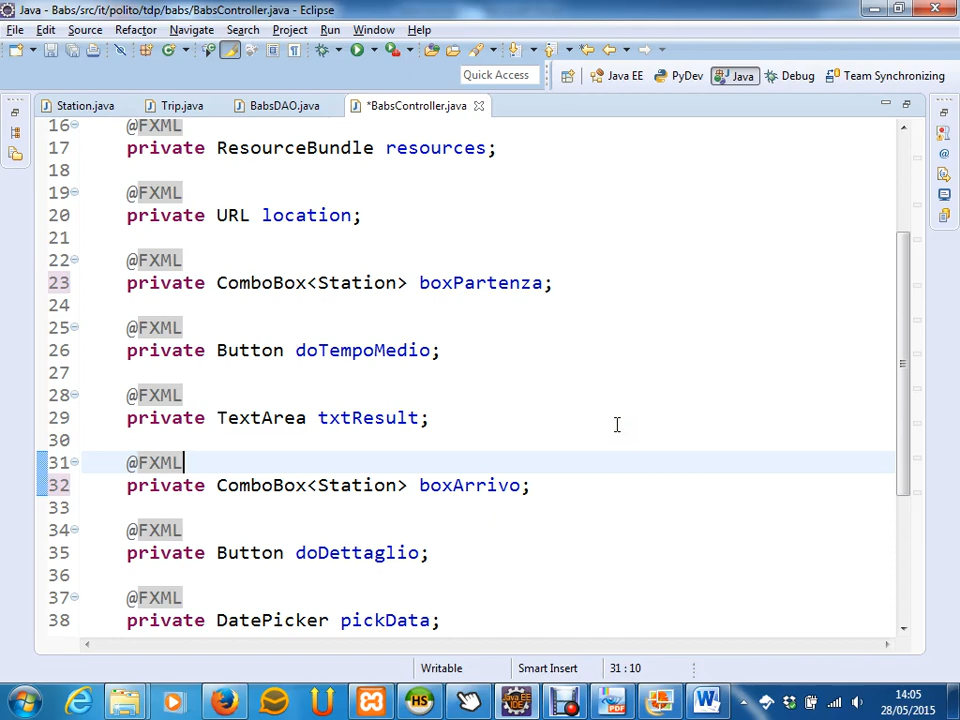 Java - Babs/src/it/polito/tdp/babs/BabsController.java - Eclipse
File Edit Source Refactor Navigate Search Project Run Window Help
Quick Access Java EE PyDev Java Debug Team Synchronizing
Station.java Trip.java BabsDAO.java *BabsController.java
16 @FXML
17 private ResourceBundle resources;
18
19 @FXML
20 private URL location;
21
22 @FXML
23 private ComboBox<Station> boxPartenza;
24
25 @FXML
26 private Button doTempoMedio;
27
28 @FXML
29 private TextArea txtResult;
30
31 @FXML
32 private ComboBox<Station> boxArrivo;
33
34 @FXML
35 private Button doDettaglio;
36
37 @FXML
38 private DatePicker pickData;
Writable Smart Insert 31 : 10
14:05
28/05/2015